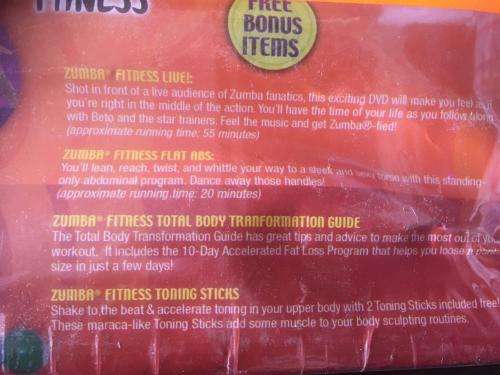 FITNESS
FREE
BONUS
ITEMS
ZUMBA® FITNESS LIVE!:
Shot in front of a live audience of Zumba fanatics, this exciting DVD will make you feel as if
you're right in the middle of the action. You'll have the time of your life as you follow along
with Beto and the star trainers. Feel the music and get Zumba®-fied!
(approximate running time: 55 minutes)
ZUMBA® FITNESS FLAT ABS:
You'll lean, reach, twist, and whittle your way to a sleek and sexy torso with this standing-
only abdominal program. Dance away those handles!
(approximate running time: 20 minutes)
ZUMBA® FITNESS TOTAL BODY TRANFORMATION GUIDE
The Total Body Transformation Guide has great tips and advice to make the most out of your
workout. It includes the 10-Day Accelerated Fat Loss Program that helps you loose a pant
size in just a few days!
ZUMBA® FITNESS TONING STICKS
Shake to the beat & accelerate toning in your upper body with 2 Toning Sticks included free!
These maraca-like Toning Sticks add some muscle to your body sculpting routines.